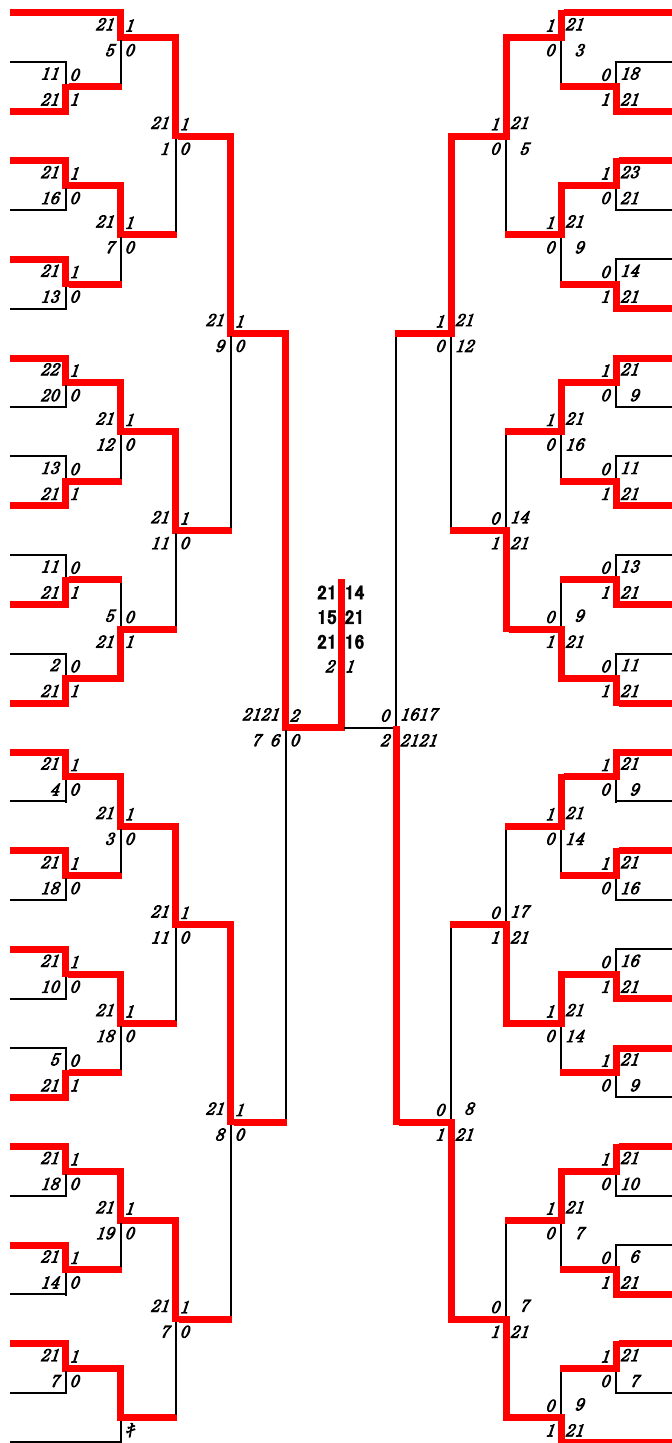 21 1 1 21
5 0 0 3
11 0 0 18
21 1 1 21
21 1 1 21
1 0 0 5
21 1 1 23
16 0 0 21
21 1 1 21
7 0 0 9
21 1 0 14
13 0 1 21
21 1 1 21
9 0 0 12
22 1 1 21
20 0 0 9
21 1 1 21
12 0 0 16
13 0 0 11
21 1 1 21
21 1 0 14
11 0 1 21
11 0 0 13
21 1 21 14 1 21
5 0 15 21 0 9
21 1 21 16 1 21
2 0 2 1 0 11
21 1 1 21
2121 2 0 1617
7 6 0 2 2121
21 1 1 21
4 0 0 9
21 1 1 21
3 0 0 14
21 1 1 21
18 0 0 16
21 1 0 17
11 0 1 21
21 1 0 16
10 0 1 21
21 1 1 21
18 0 0 14
5 0 1 21
21 1 0 9
21 1 0 8
8 0 1 21
21 1 1 21
18 0 0 10
21 1 1 21
19 0 0 7
21 1 0 6
14 0 1 21
21 1 0 7
7 0 1 21
21 1 1 21
7 0 0 7
0 9
ｷ 1 21